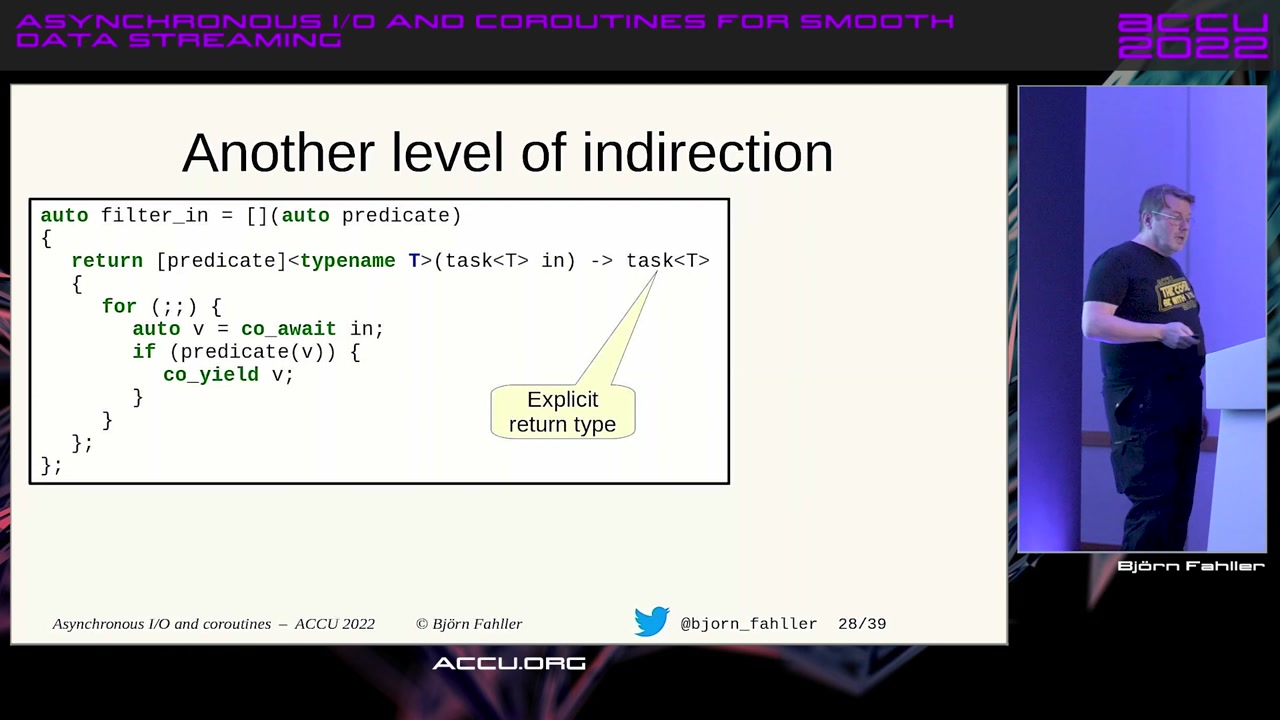 ASYNCHRONOUS I/O AND COROUTINES FOR SMOOTH
DATA STREAMING
ACCU
2022
Another level of indirection
auto filter_in = [](auto predicate)
{
return [predicate]<typename T>(task<T> in) -> task<T>
{
for (;;) {
auto v = co_await in;
if (predicate(v)) {
co_yield v;
}
}
};
};
Explicit
return type
Asynchronous I/O and coroutines – ACCU 2022 © Björn Fahller @bjorn_fahller 28/39
Björn Fahller
ACCU.ORG